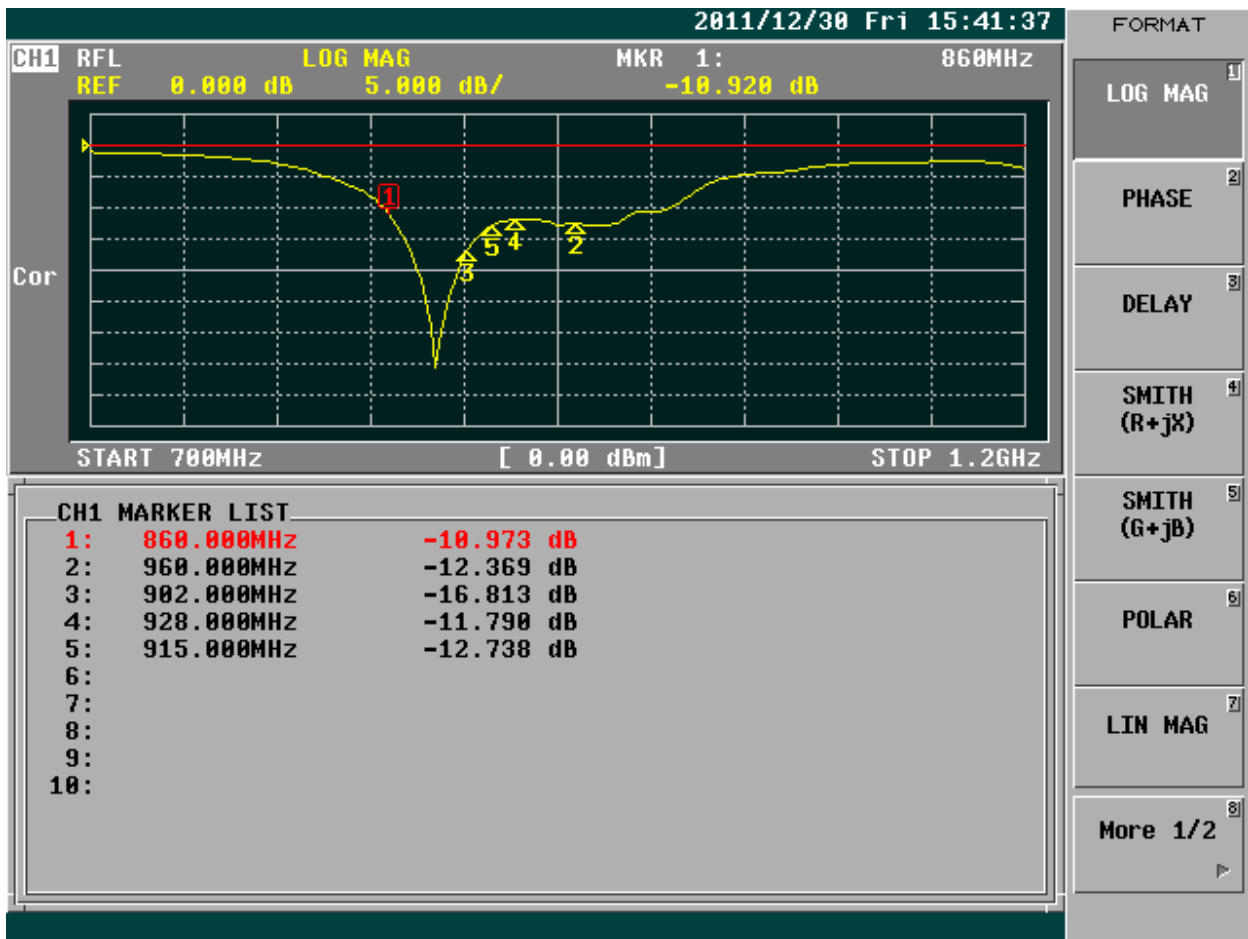 2011/12/30 Fri 15:41:37
CH1 RFL LOG MAG MKR 1: 860MHz
REF 0.000 dB 5.000 dB/ -10.920 dB
1
5 4 2
3
Cor
START 700MHz [ 0.00 dBm] STOP 1.2GHz
CH1 MARKER LIST
1: 860.000MHz -10.973 dB
2: 960.000MHz -12.369 dB
3: 902.000MHz -16.813 dB
4: 928.000MHz -11.790 dB
5: 915.000MHz -12.738 dB
6:
7:
8:
9:
10:
FORMAT
1
LOG MAG
2
PHASE
3
DELAY
4
SMITH
(R+jX)
5
SMITH
(G+jB)
6
POLAR
7
LIN MAG
8
More 1/2